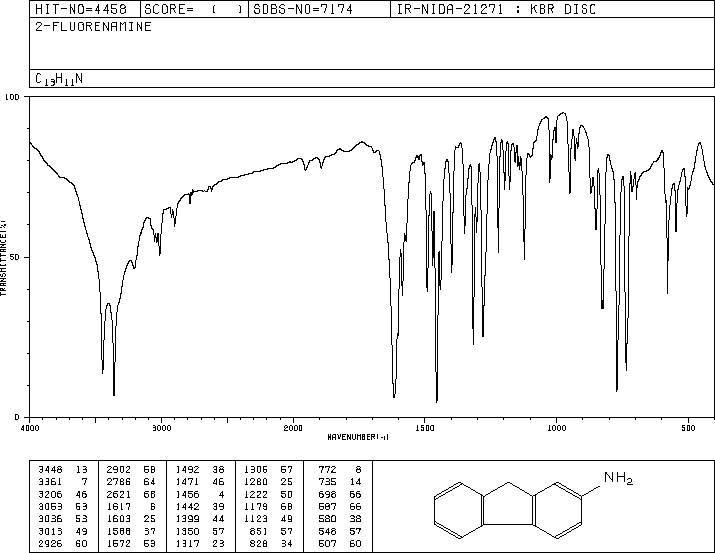 HIT-NO=4458 SCORE= ( ) SDBS-NO=7174 IR-NIDA-21271 : KBR DISC
2-FLUORENAMINE
C13H11N
100
50
0
TRANSMITTANCE(%)
4000 3000 2000 1500 1000 500
WAVENUMBER(-1)
3448 13 2902 58 1492 38 1306 57 772 8
3361 7 2786 64 1471 46 1280 25 735 14
3206 46 2621 68 1456 4 1222 50 698 66
3053 53 1617 6 1442 39 1179 68 587 66
3036 53 1603 25 1399 44 1123 49 580 38
3013 49 1588 37 1350 57 851 57 548 57
2926 60 1572 53 1317 23 828 34 507 60
NH2